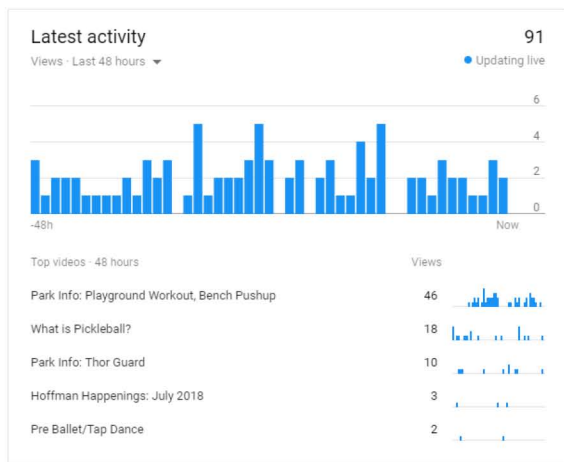 Latest activity 91
Views · Last 48 hours Updating live
6
4
2
0
-48h Now
Top videos · 48 hours Views
Park Info: Playground Workout, Bench Pushup 46
What is Pickleball? 18
Park Info: Thor Guard 10
Hoffman Happenings: July 2018 3
Pre Ballet/Tap Dance 2